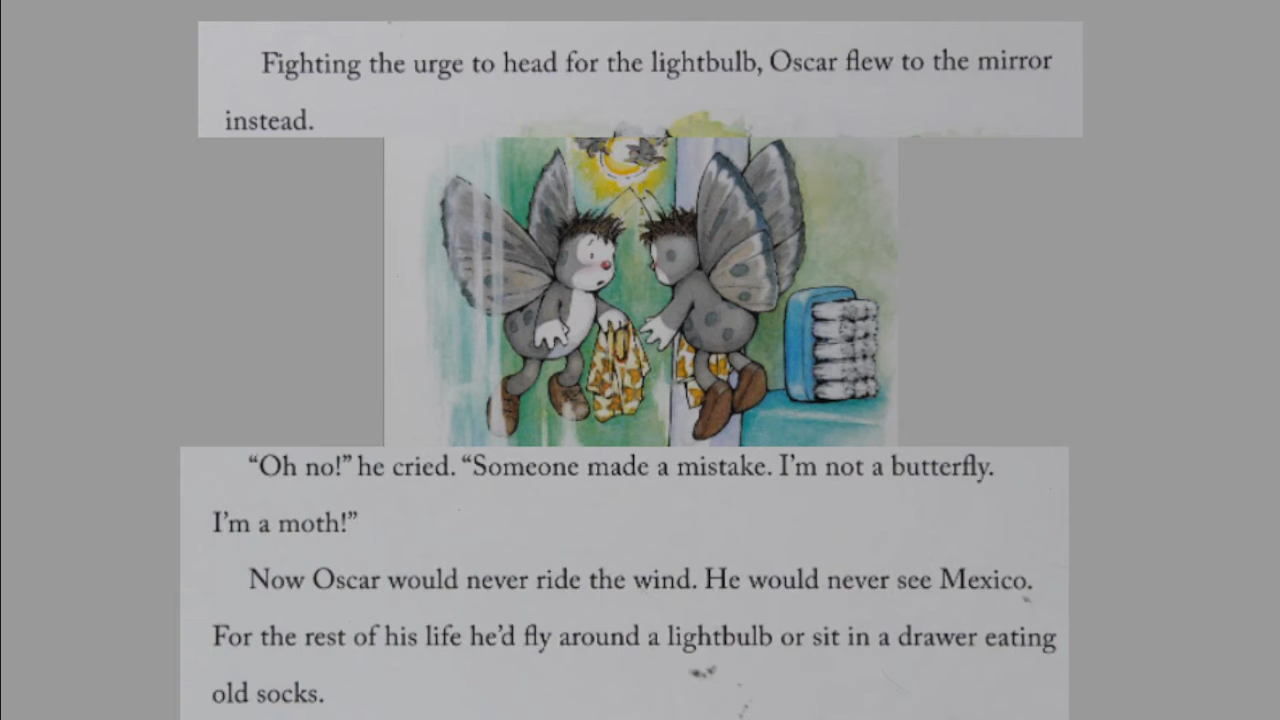 Fighting the urge to head for the lightbulb, Oscar flew to the mirror
instead.
“Oh no!” he cried. “Someone made a mistake. I’m not a butterfly.
I’m a moth!”
Now Oscar would never ride the wind. He would never see Mexico.
For the rest of his life he’d fly around a lightbulb or sit in a drawer eating
old socks.